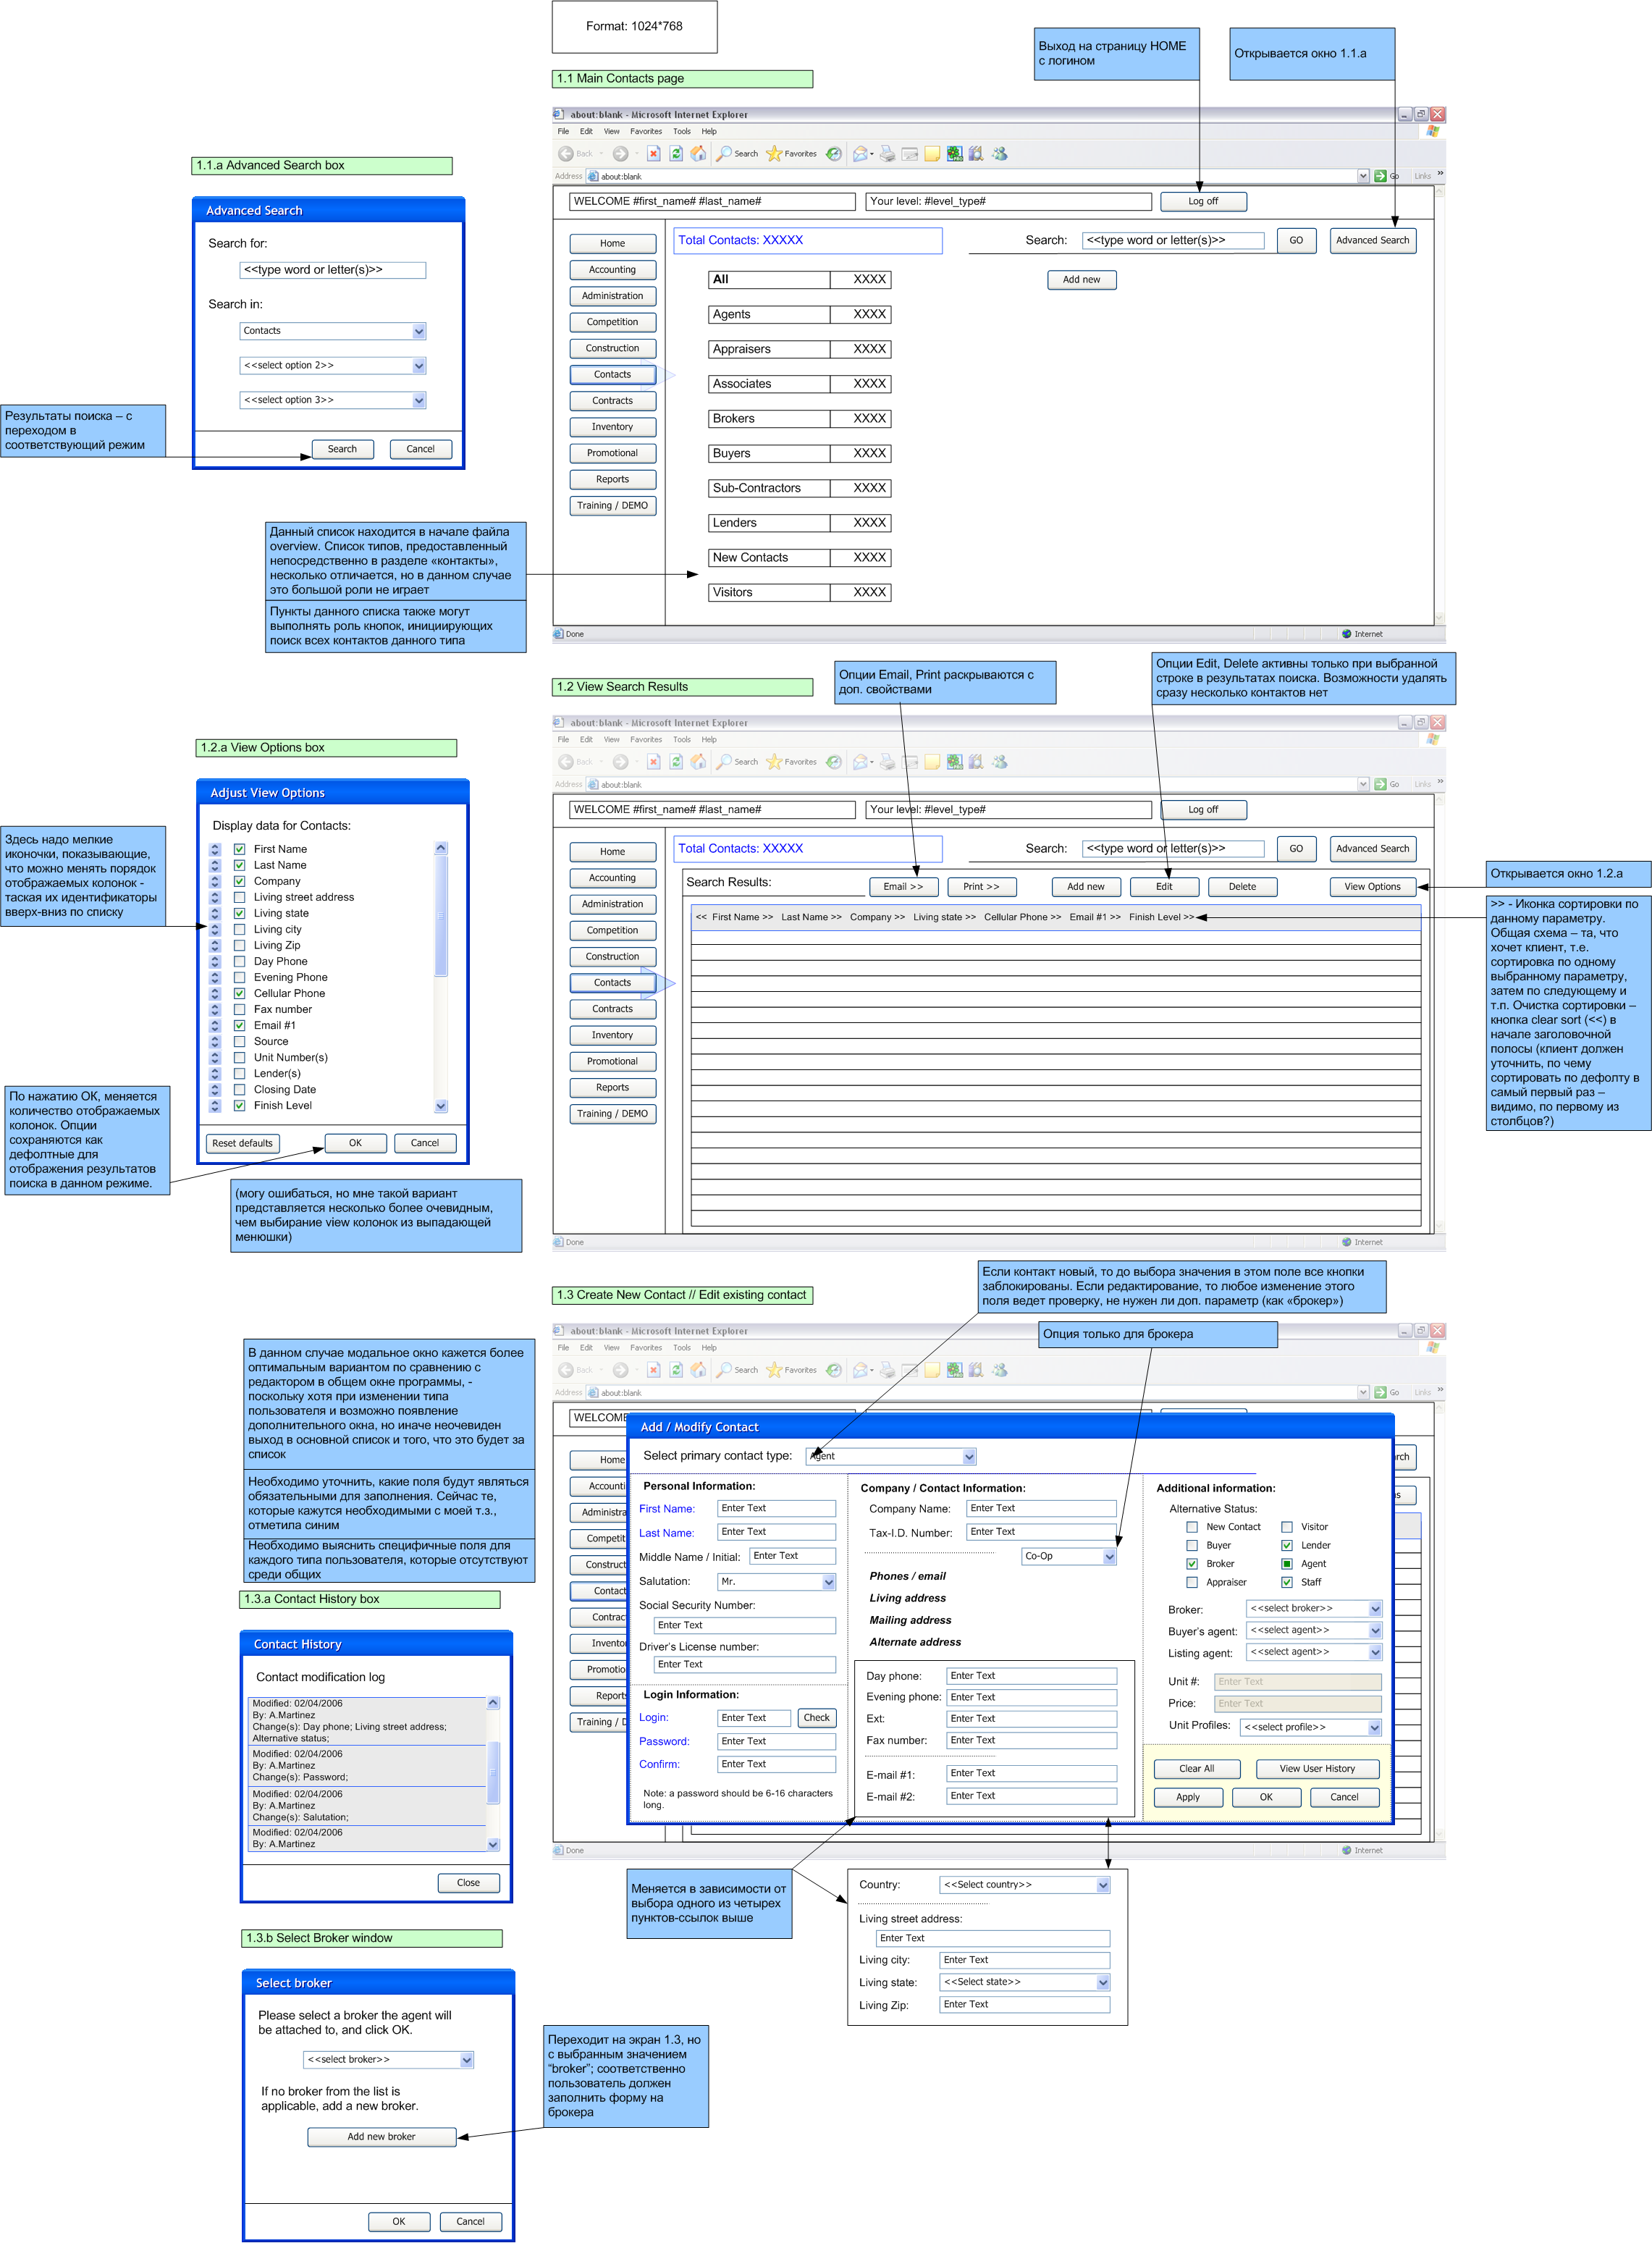 Format: 1024*768
Выход на страницу HOME
с логином
Открывается окно 1.1.a
1.1 Main Contacts page
about:blank - Microsoft Internet Explorer
File Edit View Favorites Tools Help
Back Search Favorites
Address about:blank Go Links »
WELCOME #first_name# #last_name#
Your level: #level_type#
Log off
Home
Accounting
Administration
Competition
Construction
Contacts
Contracts
Inventory
Promotional
Reports
Training / DEMO
Total Contacts: XXXXX
Search: <<type word or letter(s)>> GO Advanced Search
Add new
All XXXX
Agents XXXX
Appraisers XXXX
Associates XXXX
Brokers XXXX
Buyers XXXX
Sub-Contractors XXXX
Lenders XXXX
New Contacts XXXX
Visitors XXXX
Done Internet
1.1.a Advanced Search box
Advanced Search
Search for:
<<type word or letter(s)>>
Search in:
Contacts
<<select option 2>>
<<select option 3>>
Search Cancel
Результаты поиска – с
переходом в
соответствующий режим
Данный список находится в начале файла
overview. Список типов, предоставленный
непосредственно в разделе «контакты»,
несколько отличается, но в данном случае
это большой роли не играет
Пункты данного списка также могут
выполнять роль кнопок, инициирующих
поиск всех контактов данного типа
1.2 View Search Results
Опции Email, Print раскрываются с
доп. свойствами
Опции Edit, Delete активны только при выбранной
строке в результатах поиска. Возможности удалять
сразу несколько контактов нет
about:blank - Microsoft Internet Explorer
File Edit View Favorites Tools Help
Back Search Favorites
Address about:blank Go Links »
WELCOME #first_name# #last_name#
Your level: #level_type#
Log off
Home
Accounting
Administration
Competition
Construction
Contacts
Contracts
Inventory
Promotional
Reports
Training / DEMO
Total Contacts: XXXXX
Search: <<type word or letter(s)>> GO Advanced Search
Search Results:
Email >> Print >> Add new Edit Delete View Options
<< First Name >> Last Name >> Company >> Living state >> Cellular Phone >> Email #1 >> Finish Level >>
Done Internet
Открывается окно 1.2.a
>> - Иконка сортировки по
данному параметру.
Общая схема – та, что
хочет клиент, т.е.
сортировка по одному
выбранному параметру,
затем по следующему и
т.п. Очистка сортировки –
кнопка clear sort (<<) в
начале заголовочной
полосы (клиент должен
уточнить, по чему
сортировать по дефолту в
самый первый раз –
видимо, по первому из
столбцов?)
1.2.a View Options box
Adjust View Options
Display data for Contacts:
First Name
Last Name
Company
Living street address
Living state
Living city
Living Zip
Day Phone
Evening Phone
Cellular Phone
Fax number
Email #1
Source
Unit Number(s)
Lender(s)
Closing Date
Finish Level
Reset defaults OK Cancel
Здесь надо мелкие
иконочки, показывающие,
что можно менять порядок
отображаемых колонок -
таская их идентификаторы
вверх-вниз по списку
По нажатию ОК, меняется
количество отображаемых
колонок. Опции
сохраняются как
дефолтные для
отображения результатов
поиска в данном режиме.
(могу ошибаться, но мне такой вариант
представляется несколько более очевидным,
чем выбирание view колонок из выпадающей
менюшки)
1.3 Create New Contact // Edit existing contact
Если контакт новый, то до выбора значения в этом поле все кнопки
заблокированы. Если редактирование, то любое изменение этого
поля ведет проверку, не нужен ли доп. параметр (как «брокер»)
Опция только для брокера
about:blank - Microsoft Internet Explorer
File Edit View Favorites Tools Help
Back Search Favorites
Address about:blank Go Links »
WELCOME
Home
Accounti
Administra
Competit
Construct
Contact
Contrac
Invento
Promotio
Report
Training / D
rch
s
Add / Modify Contact
Select primary contact type: Agent
Personal Information:
First Name: Enter Text
Last Name: Enter Text
Middle Name / Initial: Enter Text
Salutation: Mr.
Social Security Number:
Enter Text
Driver's License number:
Enter Text
Login Information:
Login: Enter Text Check
Password: Enter Text
Confirm: Enter Text
Note: a password should be 6-16 characters
long.
Company / Contact Information:
Company Name: Enter Text
Tax-I.D. Number: Enter Text
Co-Op
Phones / email
Living address
Mailing address
Alternate address
Day phone: Enter Text
Evening phone: Enter Text
Ext: Enter Text
Fax number: Enter Text
E-mail #1: Enter Text
E-mail #2: Enter Text
Additional information:
Alternative Status:
New Contact Visitor
Buyer Lender
Broker Agent
Appraiser Staff
Broker: <<select broker>>
Buyer's agent: <<select agent>>
Listing agent: <<select agent>>
Unit #: Enter Text
Price: Enter Text
Unit Profiles: <<select profile>>
Clear All View User History
Apply OK Cancel
Done Internet
Меняется в зависимости от
выбора одного из четырех
пунктов-ссылок выше
Country: <<Select country>>
Living street address:
Enter Text
Living city: Enter Text
Living state: <<Select state>>
Living Zip: Enter Text
В данном случае модальное окно кажется более
оптимальным вариантом по сравнению с
редактором в общем окне программы, -
поскольку хотя при изменении типа
пользователя и возможно появление
дополнительного окна, но иначе неочевиден
выход в основной список и того, что это будет за
список
Необходимо уточнить, какие поля будут являться
обязательными для заполнения. Сейчас те,
которые кажутся необходимыми с моей т.з.,
отметила синим
Необходимо выяснить специфичные поля для
каждого типа пользователя, которые отсутствуют
среди общих
1.3.a Contact History box
Contact History
Contact modification log
Modified: 02/04/2006
By: A.Martinez
Change(s): Day phone; Living street address;
Alternative status;
Modified: 02/04/2006
By: A.Martinez
Change(s): Password;
Modified: 02/04/2006
By: A.Martinez
Change(s): Salutation;
Modified: 02/04/2006
By: A.Martinez
Close
1.3.b Select Broker window
Select broker
Please select a broker the agent will
be attached to, and click OK.
<<select broker>>
If no broker from the list is
applicable, add a new broker.
Add new broker
OK Cancel
Переходит на экран 1.3, но
с выбранным значением
“broker”; соответственно
пользователь должен
заполнить форму на
брокера